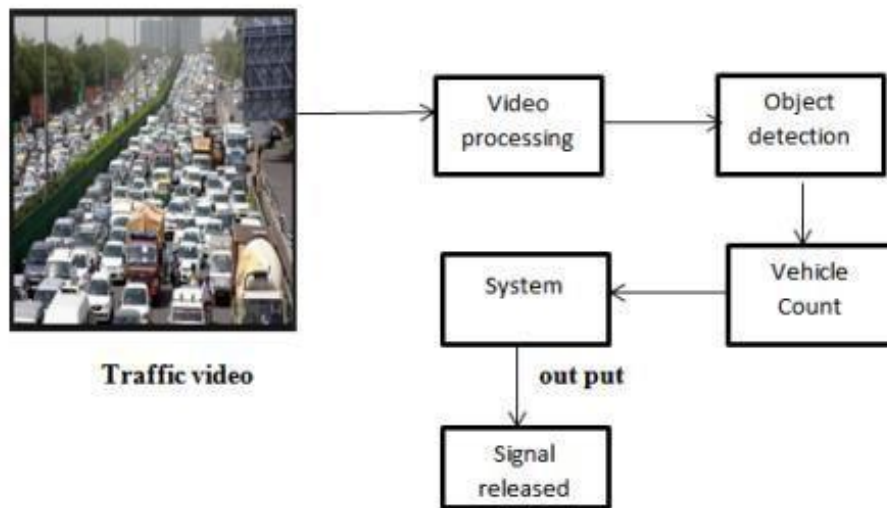 Video
processing
Object
detection
System
Vehicle
Count
Traffic video
out put
Signal
released